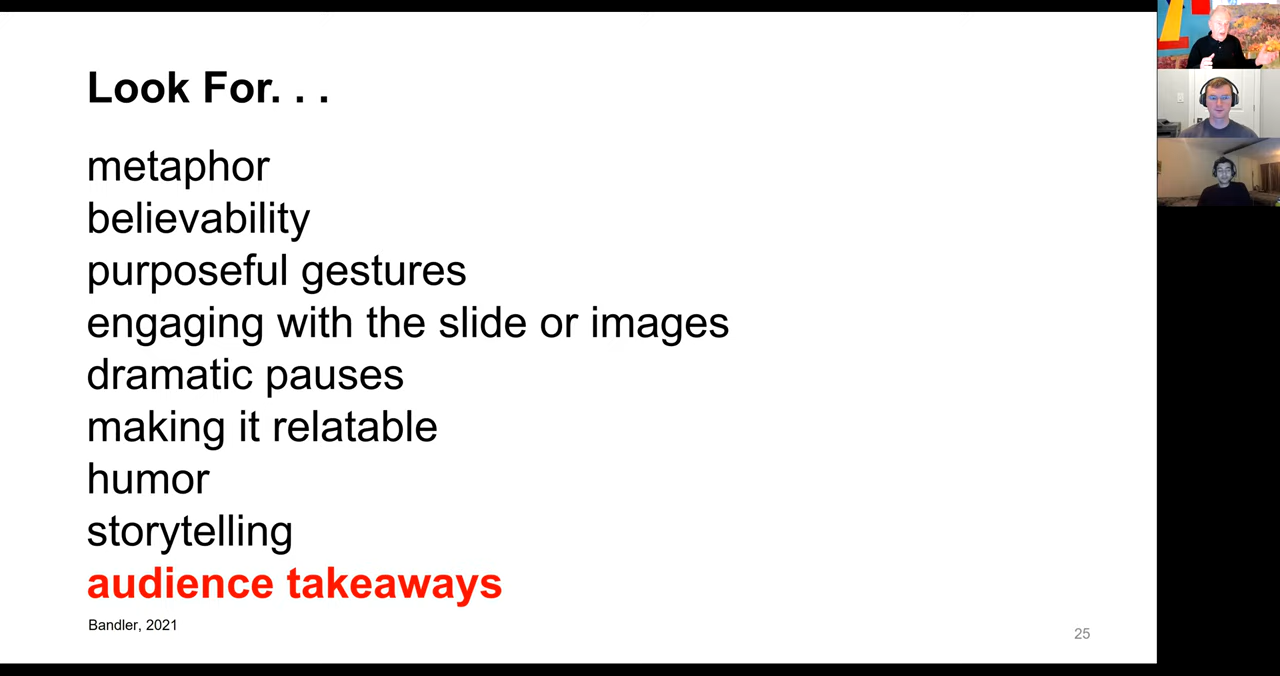 Look For. . .
metaphor
believability
purposeful gestures
engaging with the slide or images
dramatic pauses
making it relatable
humor
storytelling
audience takeaways
Bandler, 2021
25